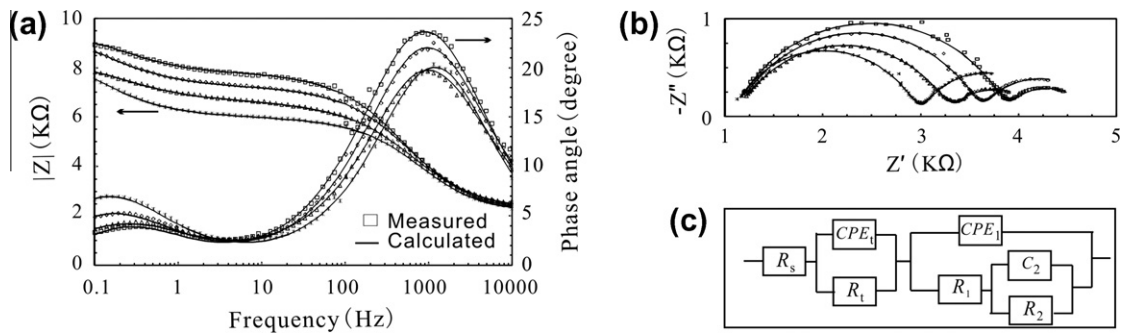 (a)
10
8
6
4
2
0
|Z| (KΩ)
25
20
15
10
5
0
Phase angle (degree)
Measured
Calculated
0.1
1
10
100
1000
10000
Frequency (Hz)
(b)
1
0
-Z″ (KΩ)
1
2
3
4
5
Z′ (KΩ)
(c)
Rs
CPEt
Rt
CPE1
R1
C2
R2